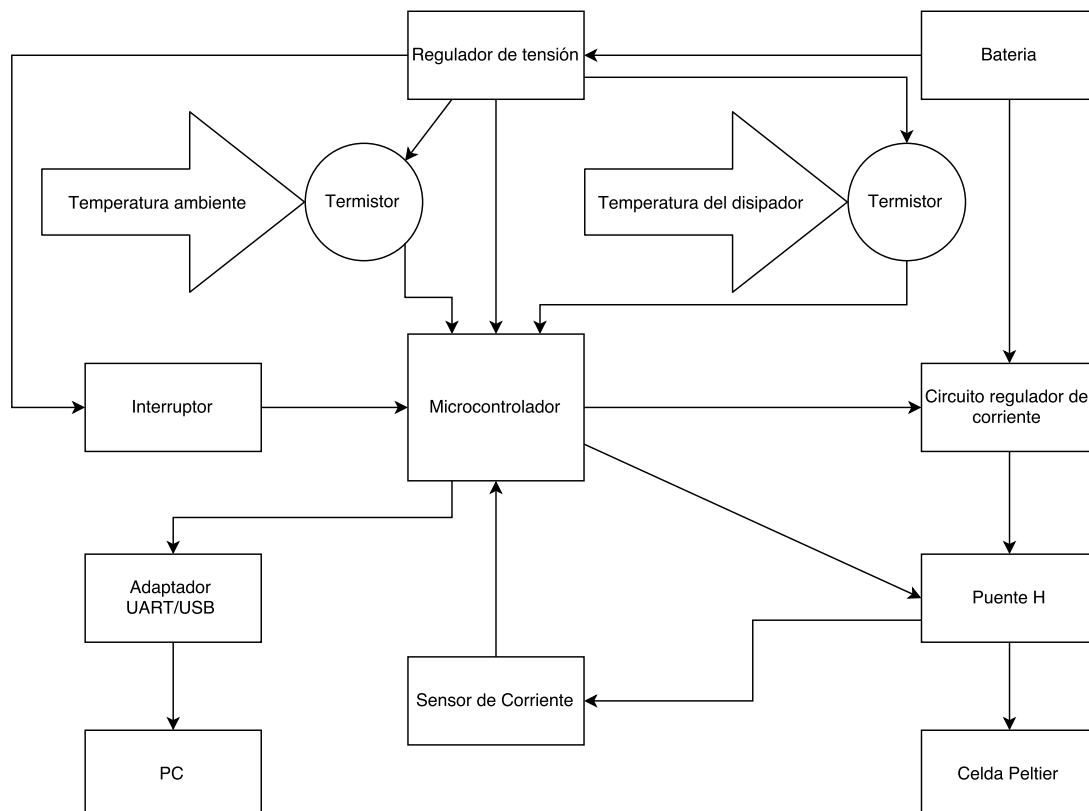 Regulador de tensión
Bateria
Temperatura ambiente
Termistor
Temperatura del disipador
Termistor
Interruptor
Microcontrolador
Circuito regulador de
corriente
Adaptador
UART/USB
Puente H
Sensor de Corriente
PC
Celda Peltier